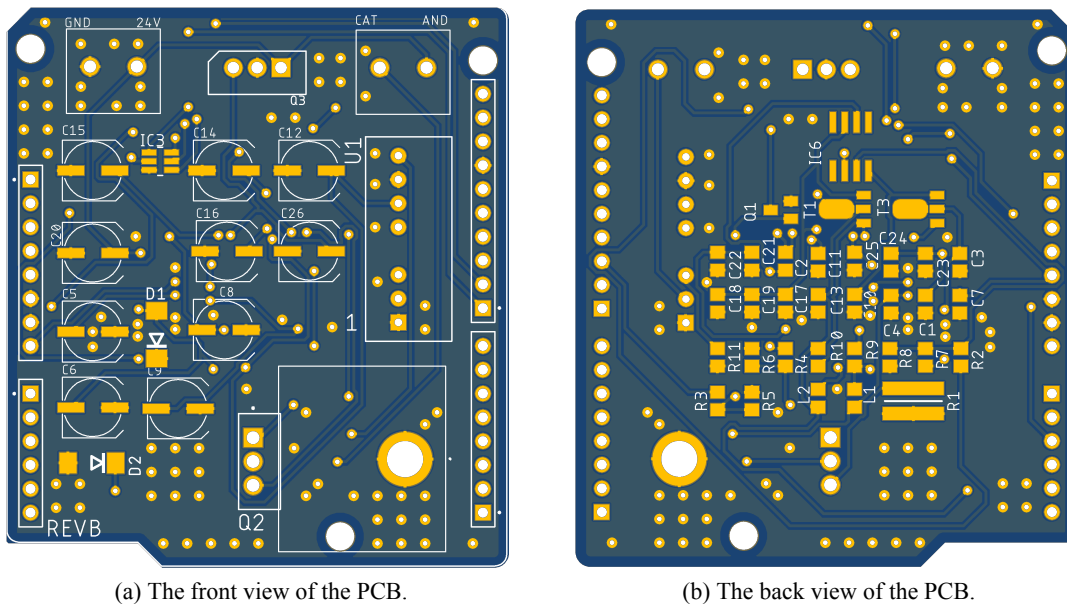 GND 24V CAT AND
Q3
C15 IC3 C14 C12 U1
C20 C16 C26
C5 D1 C8 1
C6 C9
D2
REVB Q2
IC6
Q1 T1 T3
C22 C21 C2 C11 C25 C24 C23 C3
C18 C19 C17 C13 C10 C4 C1 C7
R11 R6 R4 R10 R9 R8 R7 R2
R3 R5 L2 L1 R1
(a) The front view of the PCB.
(b) The back view of the PCB.